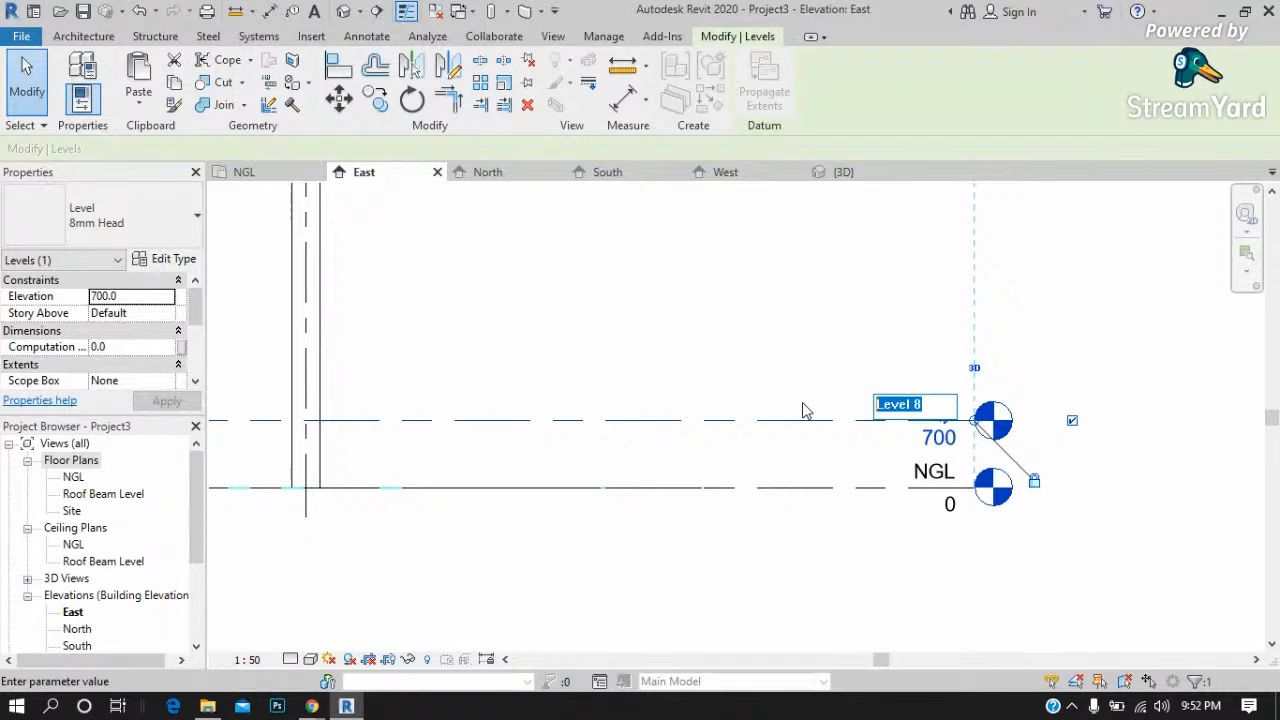 Autodesk Revit 2020 - Project3 - Elevation: East
Sign In
Powered by
StreamYard
File Architecture Structure Steel Systems Insert Annotate Analyze Collaborate View Manage Add-Ins Modify | Levels
Modify
Paste
Cope
Cut
Join
Propagate
Extents
Select Properties Clipboard Geometry Modify View Measure Create Datum
Modify | Levels
Properties
NGL East North South West {3D}
Level
8mm Head
Levels (1) Edit Type
Constraints
Elevation 700.0
Story Above Default
Dimensions
Computation ... 0.0
Extents
Scope Box None
Properties help Apply
Project Browser - Project3
Views (all)
Floor Plans
NGL
Roof Beam Level
Site
Ceiling Plans
NGL
Roof Beam Level
3D Views
Elevations (Building Elevation
East
North
South
3D
Level 8
700
NGL
0
2D
1 : 50
Enter parameter value
:0
Main Model
:1
Ps
R
9:52 PM